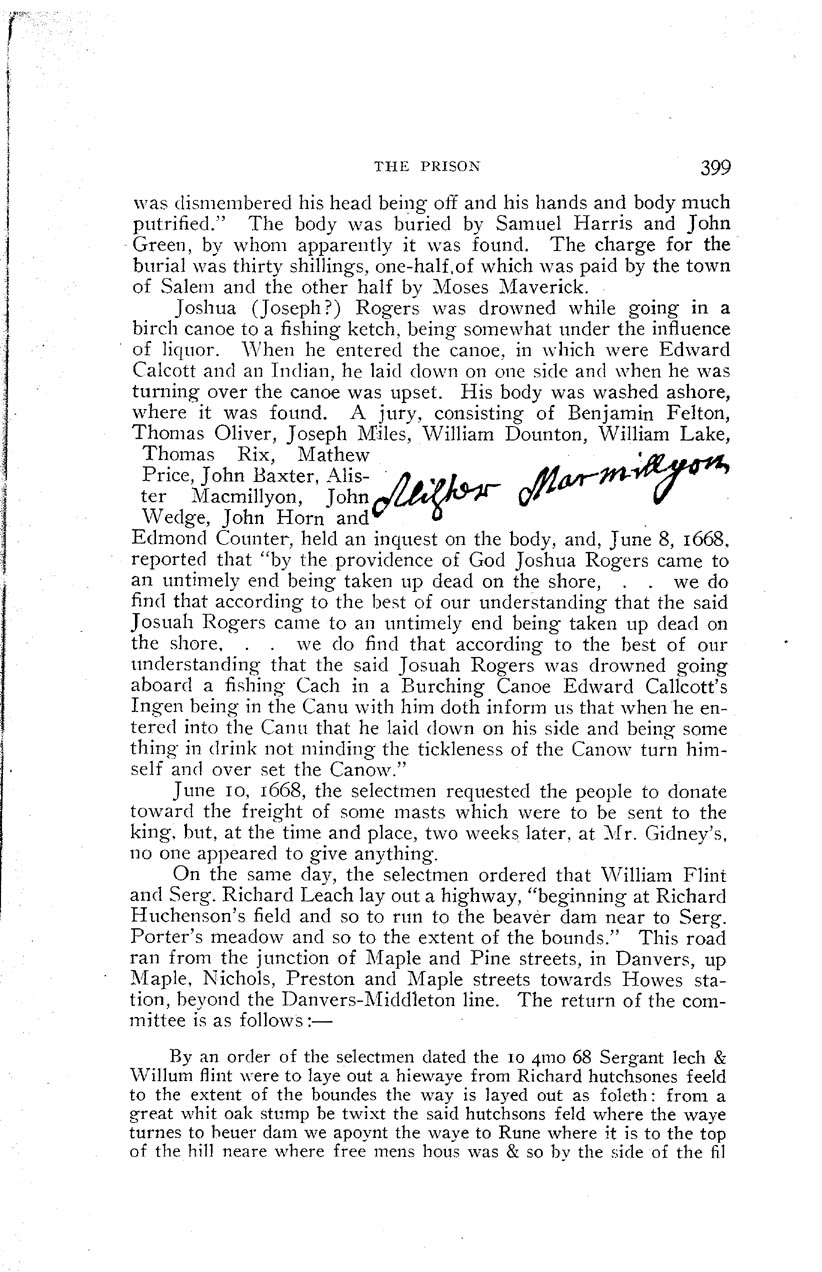 THE PRISON 399
was dismembered his head being off and his hands and body much
putrified." The body was buried by Samuel Harris and John
Green, by whom apparently it was found. The charge for the
burial was thirty shillings, one-half,of which was paid by the town
of Salem and the other half by Moses Maverick.
Joshua (Joseph?) Rogers was drowned while going in a
birch canoe to a fishing ketch, being somewhat under the influence
of liquor. When he entered the canoe, in which were Edward
Calcott and an Indian, he laid down on one side and when he was
turning over the canoe was upset. His body was washed ashore,
where it was found. A jury, consisting of Benjamin Felton,
Thomas Oliver, Joseph Miles, William Dounton, William Lake,
Thomas Rix, Mathew
Price, John Baxter, Alis-
ter Macmillyon, John
Wedge, John Horn and
Marmillyon
Edmond Counter, held an inquest on the body, and, June 8, 1668,
reported that "by the providence of God Joshua Rogers came to
an untimely end being taken up dead on the shore, . . we do
find that according to the best of our understanding that the said
Josuah Rogers came to an untimely end being taken up dead on
the shore, . . we do find that according to the best of our
understanding that the said Josuah Rogers was drowned going
aboard a fishing Cach in a Burching Canoe Edward Callcott's
Ingen being in the Canu with him doth inform us that when he en-
tered into the Canu that he laid down on his side and being some
thing in drink not minding the tickleness of the Canow turn him-
self and over set the Canow."
June 10, 1668, the selectmen requested the people to donate
toward the freight of some masts which were to be sent to the
king, but, at the time and place, two weeks later, at Mr. Gidney's,
no one appeared to give anything.
On the same day, the selectmen ordered that William Flint
and Serg. Richard Leach lay out a highway, "beginning at Richard
Huchenson's field and so to run to the beaver dam near to Serg.
Porter's meadow and so to the extent of the bounds." This road
ran from the junction of Maple and Pine streets, in Danvers, up
Maple, Nichols, Preston and Maple streets towards Howes sta-
tion, beyond the Danvers-Middleton line. The return of the com-
mittee is as follows:—
By an order of the selectmen dated the 10 4mo 68 Sergant lech &
Willum flint were to laye out a hiewaye from Richard hutchsones feeld
to the extent of the boundes the way is layed out as foleth: from a
great whit oak stump be twixt the said hutchsons feld where the waye
turnes to beuer dam we apoynt the waye to Rune where it is to the top
of the hill neare where free mens hous was & so by the side of the fil